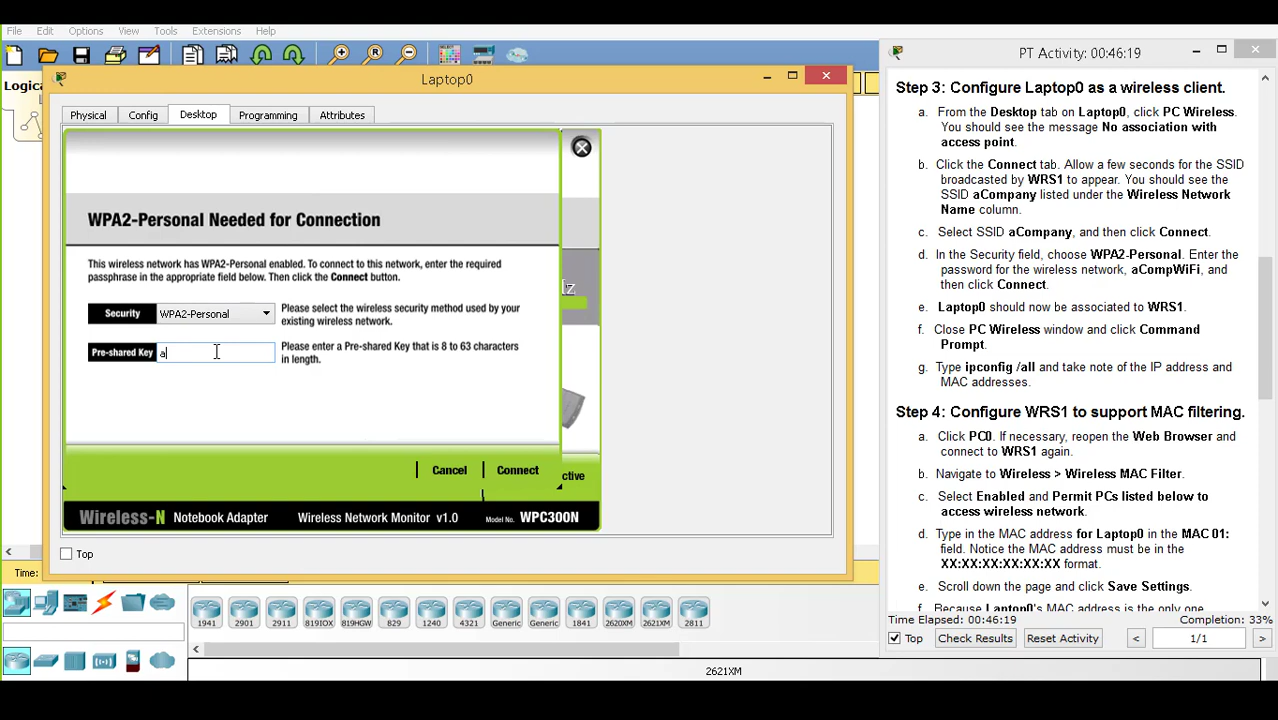 File Edit Options View Tools Extensions Help
Logic
Laptop0
Physical Config Desktop Programming Attributes
WPA2-Personal Needed for Connection
This wireless network has WPA2-Personal enabled. To connect to this network, enter the required
passphrase in the appropriate field below. Then click the Connect button.
Security WPA2-Personal
Please select the wireless security method used by your
existing wireless network.
Pre-shared Key a
Please enter a Pre-shared Key that is 8 to 63 characters
in length.
Cancel Connect
ctive
Wireless-N Notebook Adapter Wireless Network Monitor v1.0 Model No. WPC300N
Top
Time:
1941 2901 2911 819IOX 819HGW 829 1240 4321 Generic Generic 1841 2620XM 2621XM 2811
2621XM
PT Activity: 00:46:19
Step 3: Configure Laptop0 as a wireless client.
a. From the Desktop tab on Laptop0, click PC Wireless.
You should see the message No association with
access point.
b. Click the Connect tab. Allow a few seconds for the SSID
broadcasted by WRS1 to appear. You should see the
SSID aCompany listed under the Wireless Network
Name column.
c. Select SSID aCompany, and then click Connect.
d. In the Security field, choose WPA2-Personal. Enter the
password for the wireless network, aCompWiFi, and
then click Connect.
e. Laptop0 should now be associated to WRS1.
f. Close PC Wireless window and click Command
Prompt.
g. Type ipconfig /all and take note of the IP address and
MAC addresses.
Step 4: Configure WRS1 to support MAC filtering.
a. Click PC0. If necessary, reopen the Web Browser and
connect to WRS1 again.
b. Navigate to Wireless > Wireless MAC Filter.
c. Select Enabled and Permit PCs listed below to
access wireless network.
d. Type in the MAC address for Laptop0 in the MAC 01:
field. Notice the MAC address must be in the
XX:XX:XX:XX:XX:XX format.
e. Scroll down the page and click Save Settings.
f. Because Laptop0's MAC address is the only one
Time Elapsed: 00:46:19 Completion: 33%
Top Check Results Reset Activity < 1/1 >